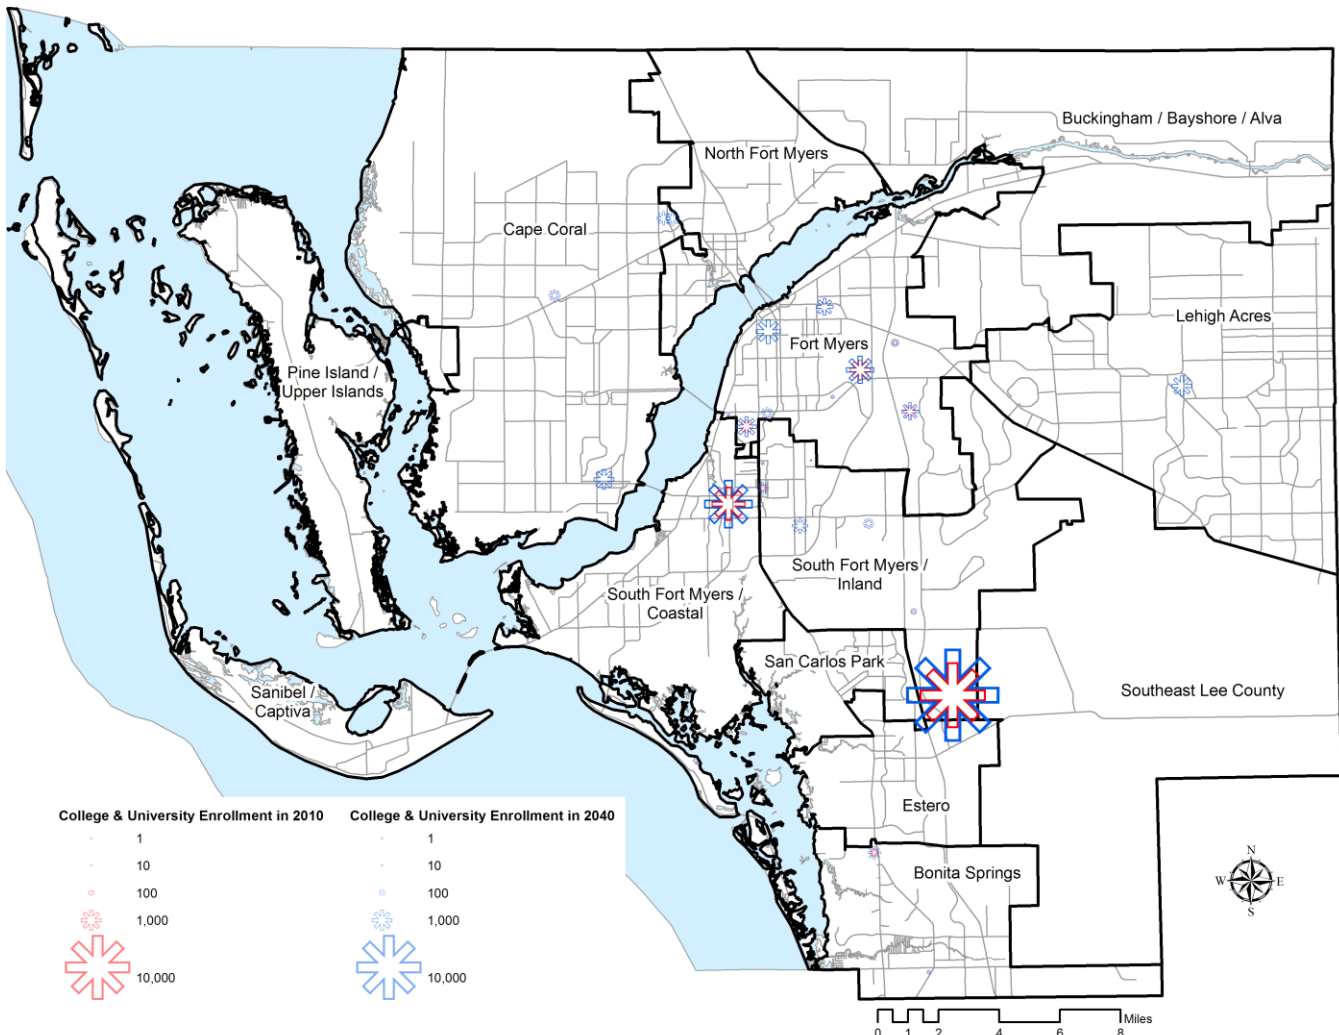 Buckingham / Bayshore / Alva
North Fort Myers
Cape Coral
Lehigh Acres
Fort Myers
Pine Island /
Upper Islands
South Fort Myers /
Inland
South Fort Myers /
Coastal
San Carlos Park
Southeast Lee County
Sanibel /
Captiva
Estero
Bonita Springs
College & University Enrollment in 2010
1
10
100
1,000
10,000
College & University Enrollment in 2040
1
10
100
1,000
10,000
N
W E
S
Miles
0 1 2 4 6 8